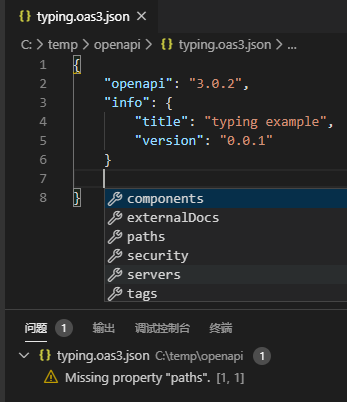 {} typing.oas3.json ×
C: > temp > openapi > {} typing.oas3.json > ...
1 {
2 "openapi": "3.0.2",
3 "info": {
4 "title": "typing example",
5 "version": "0.0.1"
6 }
7
8 }
components
externalDocs
paths
security
servers
tags
问题 1 输出 调试控制台 终端
{} typing.oas3.json C:\temp\openapi 1
Missing property "paths". [1, 1]